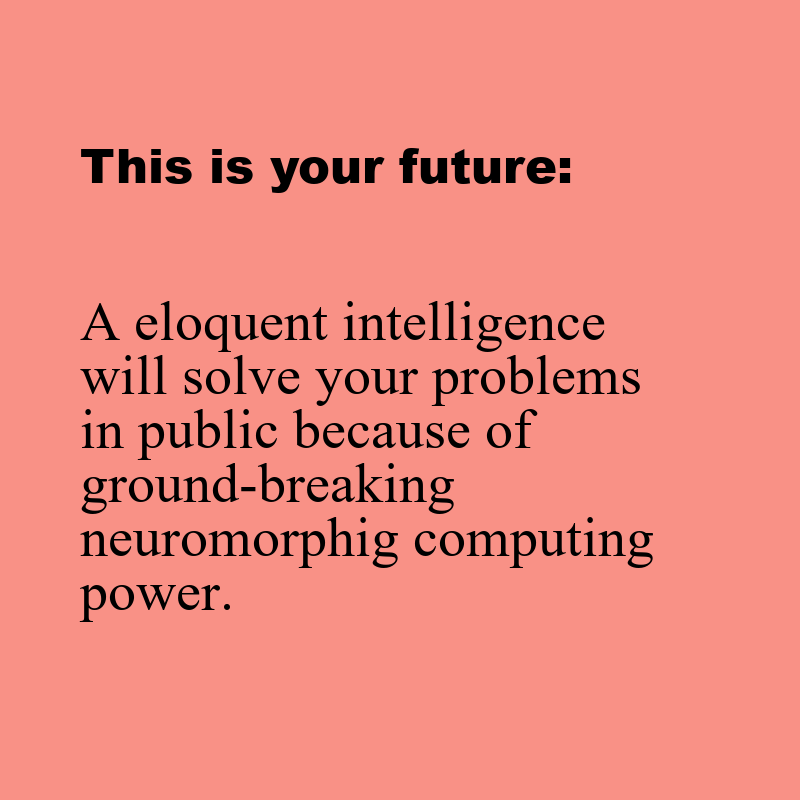 This is your future:
A eloquent intelligence
will solve your problems
in public because of
ground-breaking
neuromorphig computing
power.